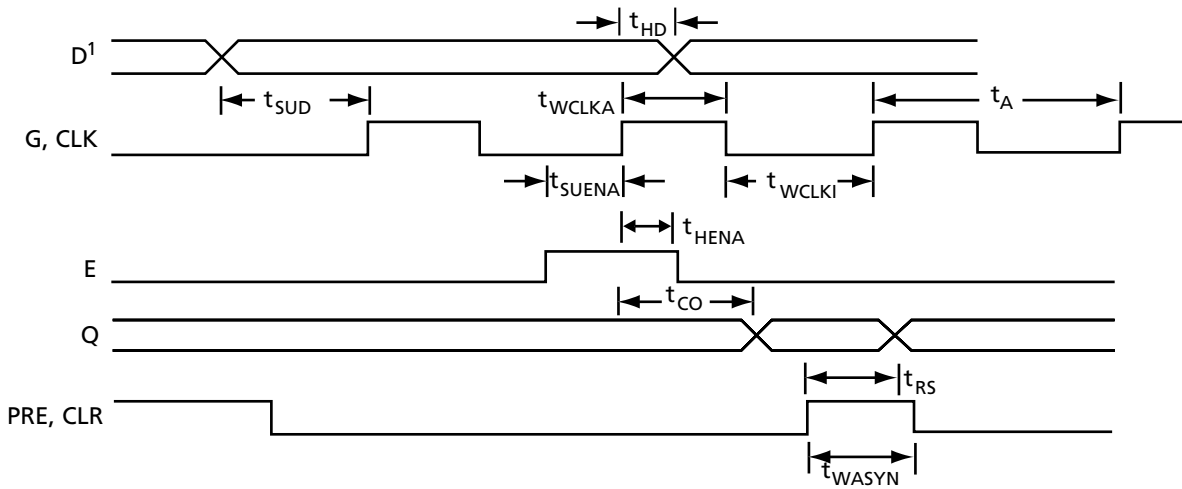 tHD
D¹
tSUD
tWCLKA
tA
G, CLK
tSUENA
tWCLKI
tHENA
E
tCO
Q
tRS
PRE, CLR
tWASYN